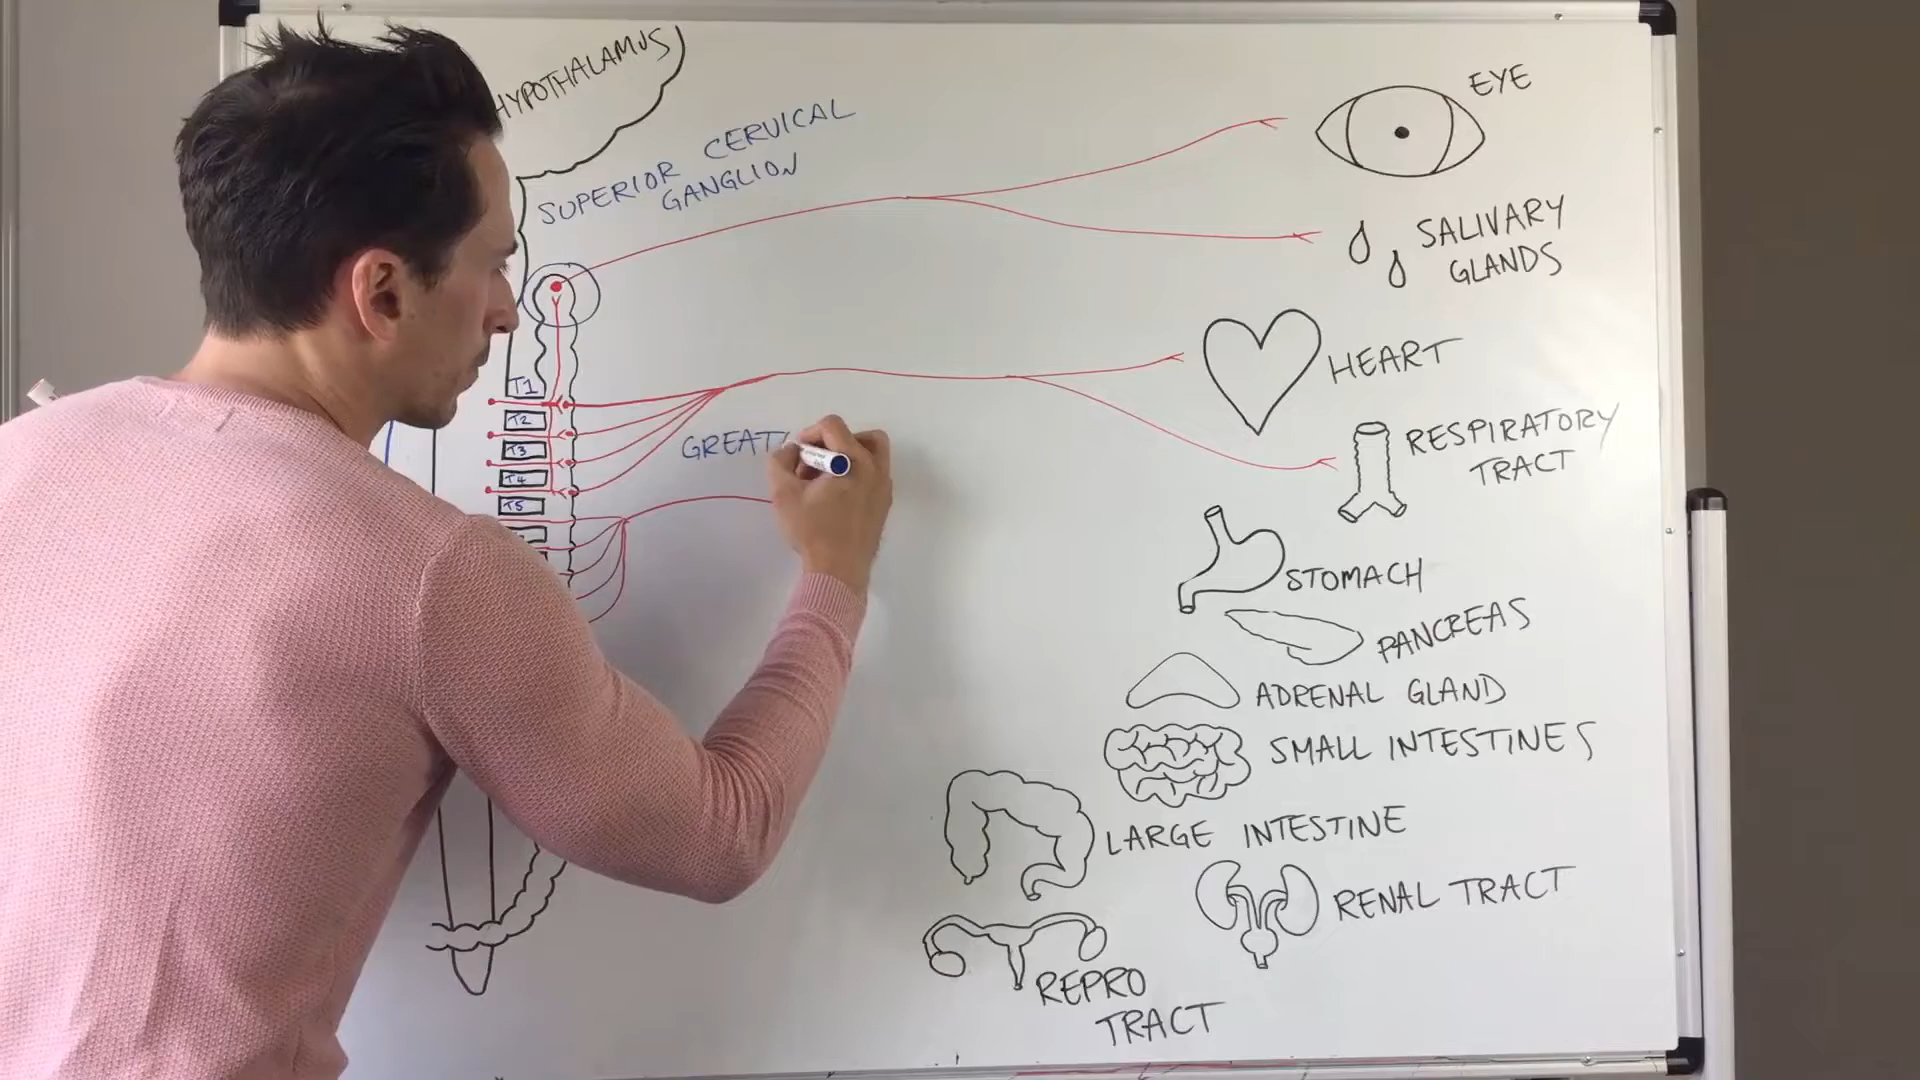 HYPOTHALAMUS
SUPERIOR CERVICAL
GANGLION
EYE
SALIVARY
GLANDS
HEART
RESPIRATORY
TRACT
T1
T2
T3
T4
T5
GREAT
STOMACH
PANCREAS
ADRENAL GLAND
SMALL INTESTINES
LARGE INTESTINE
RENAL TRACT
REPRO
TRACT